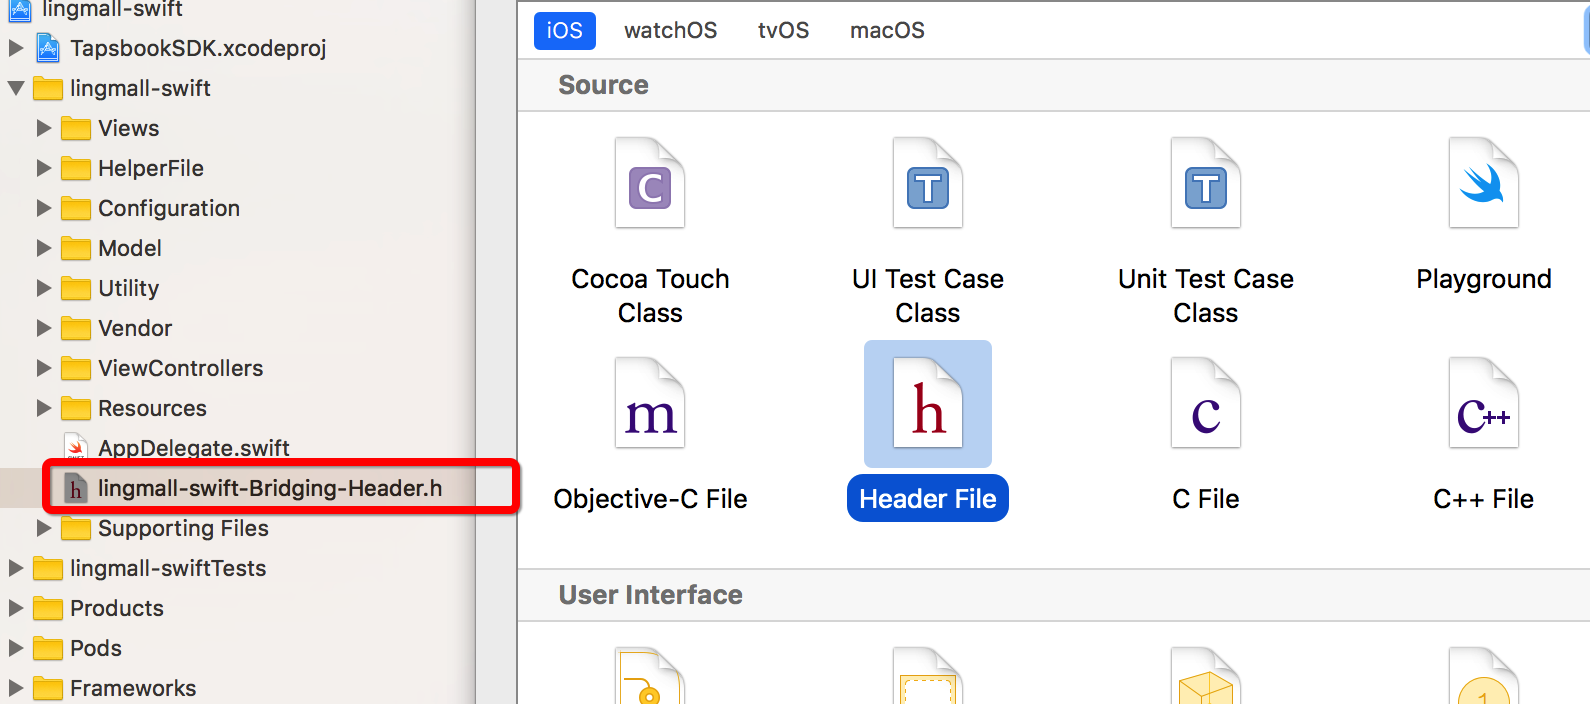 lingmall-swift
TapsbookSDK.xcodeproj
lingmall-swift
Views
HelperFile
Configuration
Model
Utility
Vendor
ViewControllers
Resources
AppDelegate.swift
h lingmall-swift-Bridging-Header.h
Supporting Files
lingmall-swiftTests
Products
Pods
Frameworks
iOS watchOS tvOS macOS
Source
C T T
Cocoa Touch
Class
UI Test Case
Class
Unit Test Case
Class
Playground
m h c C++
Objective-C File Header File C File C++ File
User Interface
1